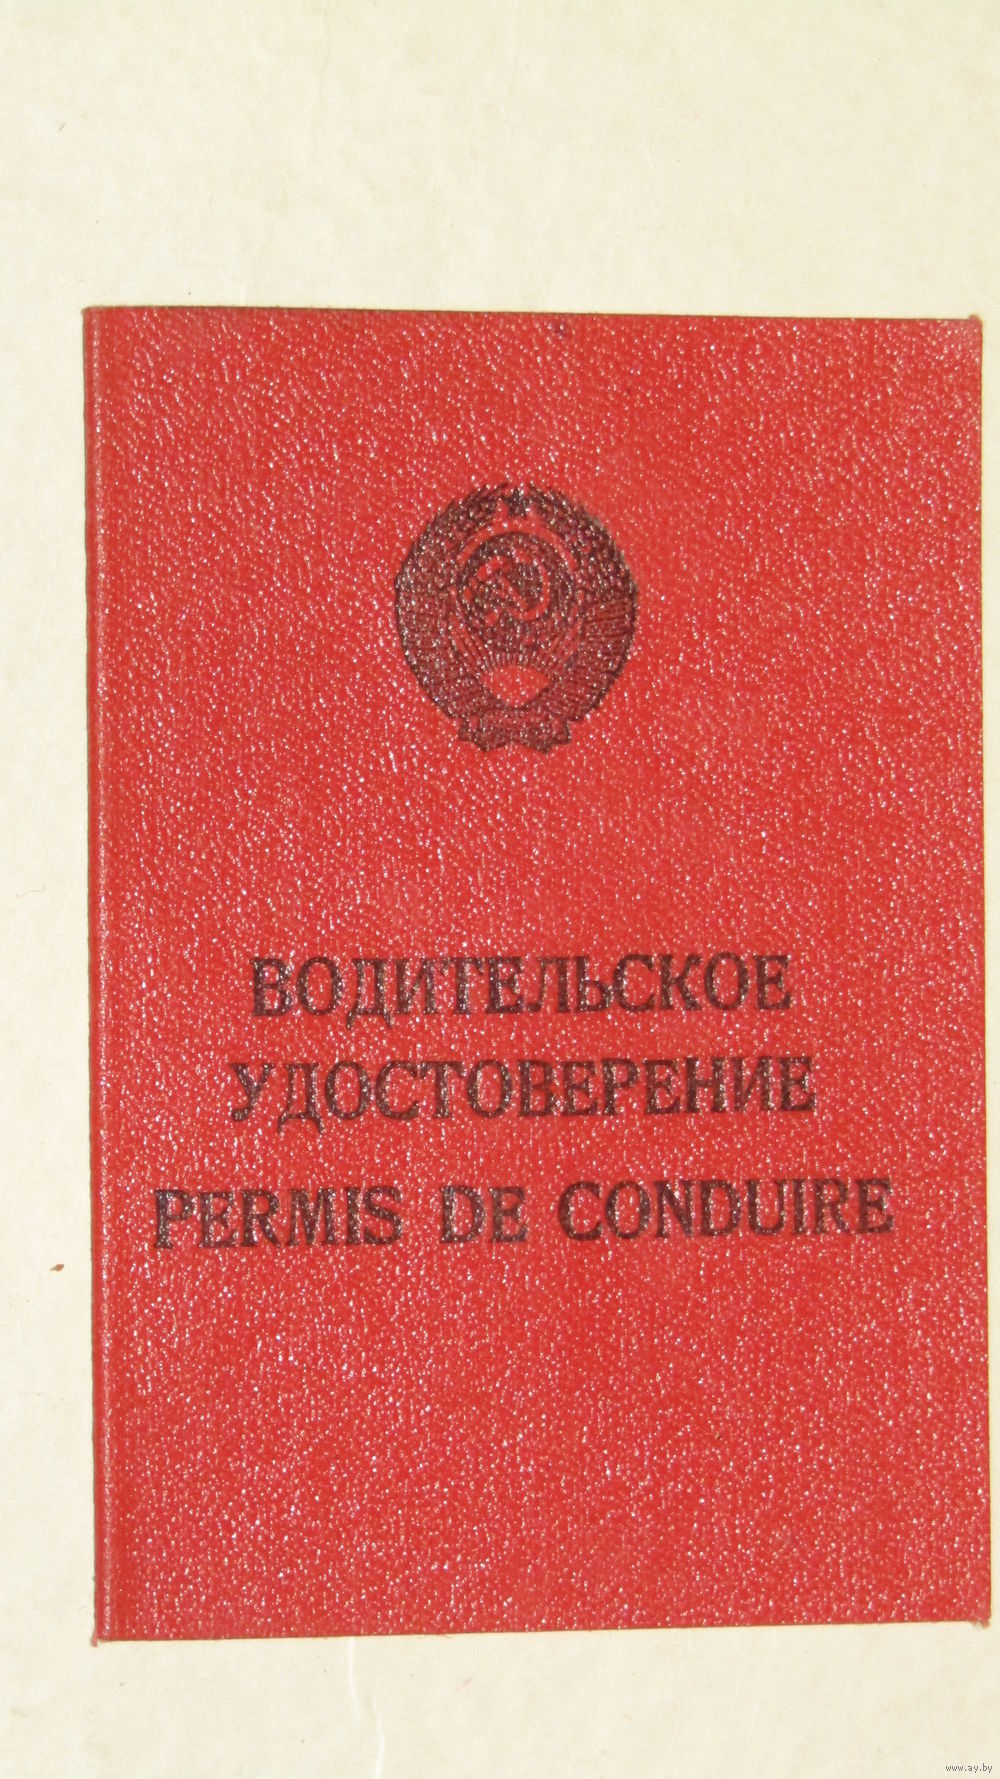 ВОДИТЕЛЬСКОЕ
УДОСТОВЕРЕНИЕ
PERMIS DE CONDUIRE
www.ay.by